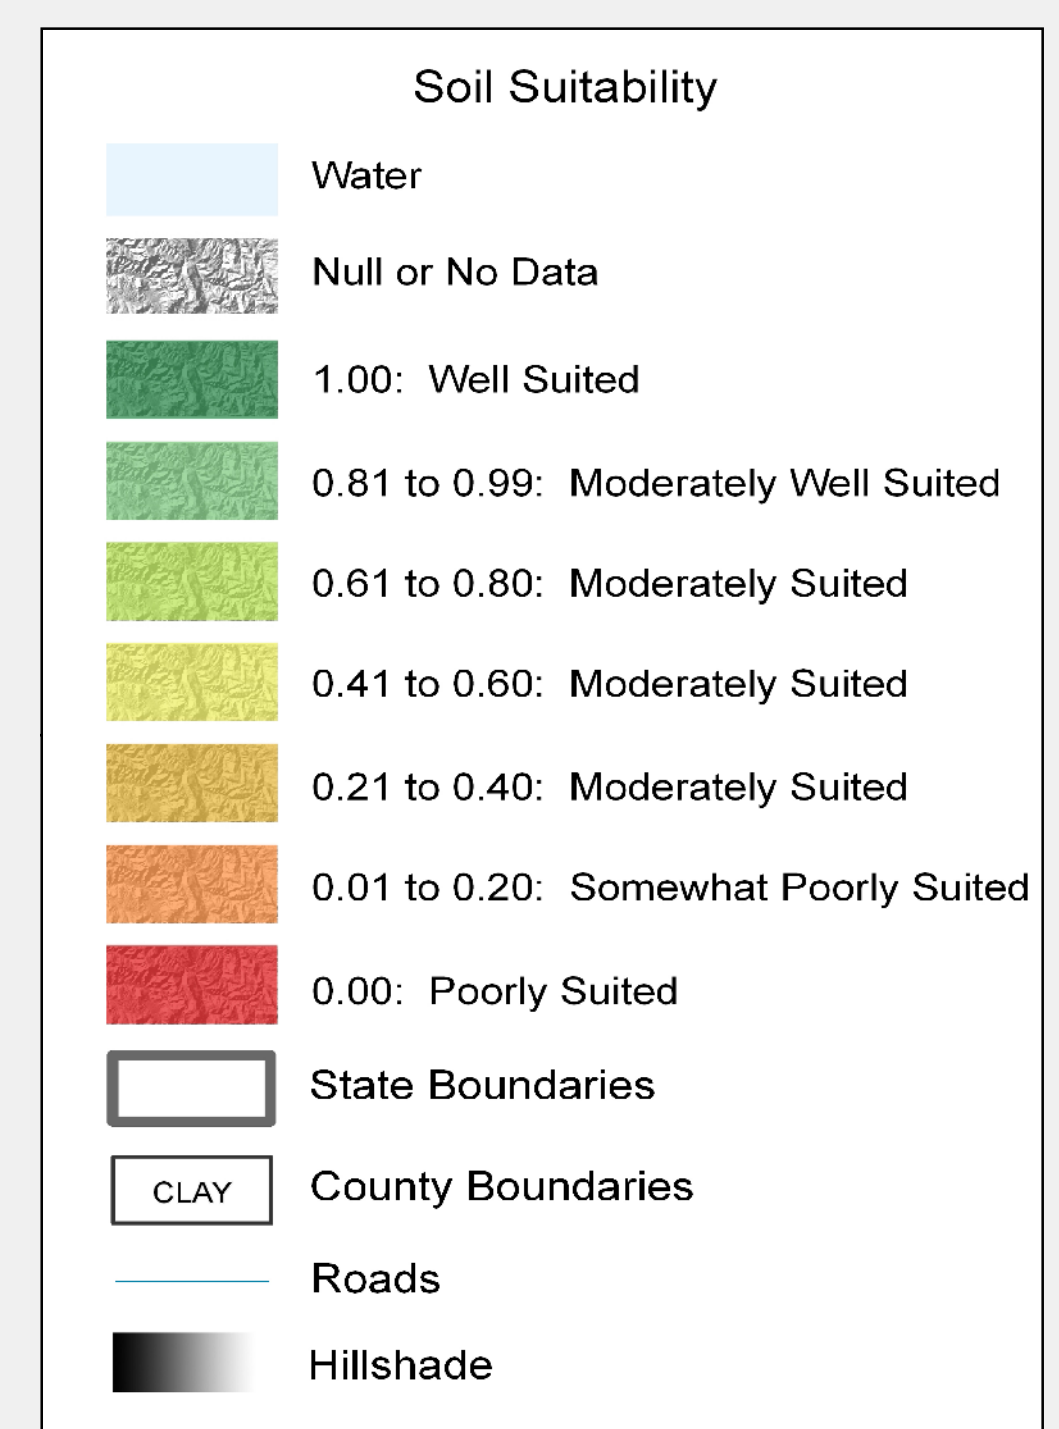 Soil Suitability
Water
Null or No Data
1.00: Well Suited
0.81 to 0.99: Moderately Well Suited
0.61 to 0.80: Moderately Suited
0.41 to 0.60: Moderately Suited
0.21 to 0.40: Moderately Suited
0.01 to 0.20: Somewhat Poorly Suited
0.00: Poorly Suited
State Boundaries
CLAY County Boundaries
Roads
Hillshade